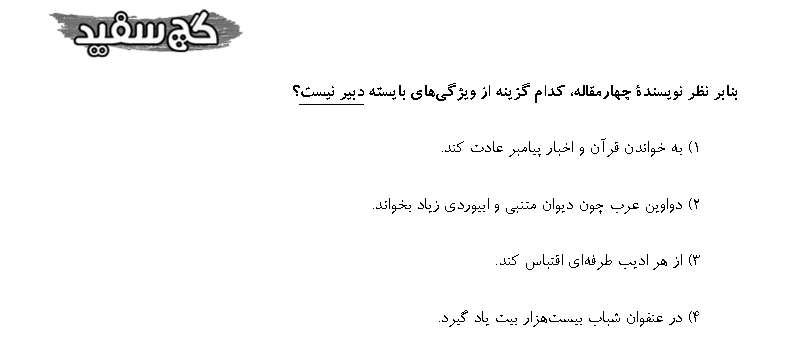 گچ سفید
بنابر نظر نویسندهٔ چهارمقاله، کدام گزینه از ویژگی‌های بایسته دبیر نیست؟
۱) به خواندن قرآن و اخبار پیامبر عادت کند.
۲) دواوین عرب چون دیوان متنبی و ابیوردی زیاد بخواند.
۳) از هر ادیب طرفه‌ای اقتباس کند.
۴) در عنفوان شباب بیست‌هزار بیت یاد گیرد.